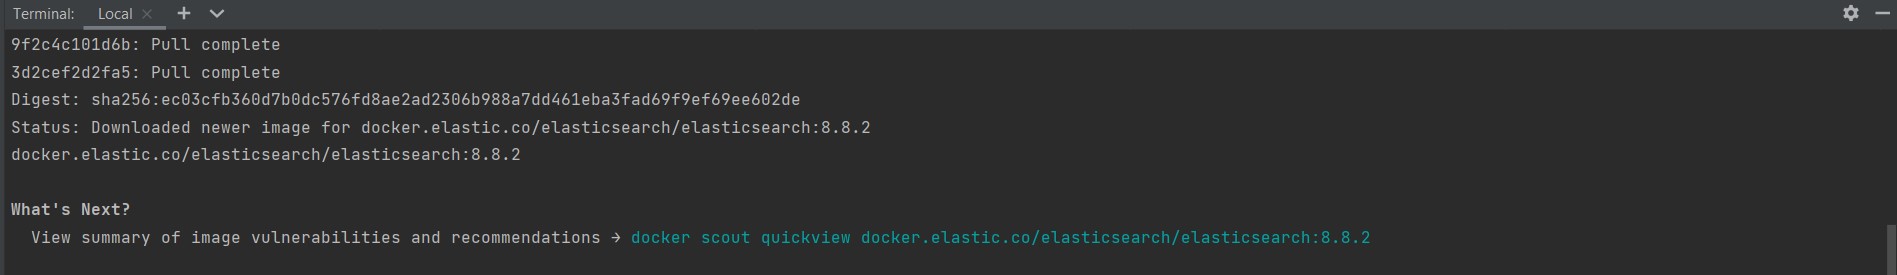 Terminal: Local
9f2c4c101d6b: Pull complete
3d2cef2d2fa5: Pull complete
Digest: sha256:ec03cfb360d7b0dc576fd8ae2ad2306b988a7dd461eba3fad69f9ef69ee602de
Status: Downloaded newer image for docker.elastic.co/elasticsearch/elasticsearch:8.8.2
docker.elastic.co/elasticsearch/elasticsearch:8.8.2
What's Next?
View summary of image vulnerabilities and recommendations → docker scout quickview docker.elastic.co/elasticsearch/elasticsearch:8.8.2